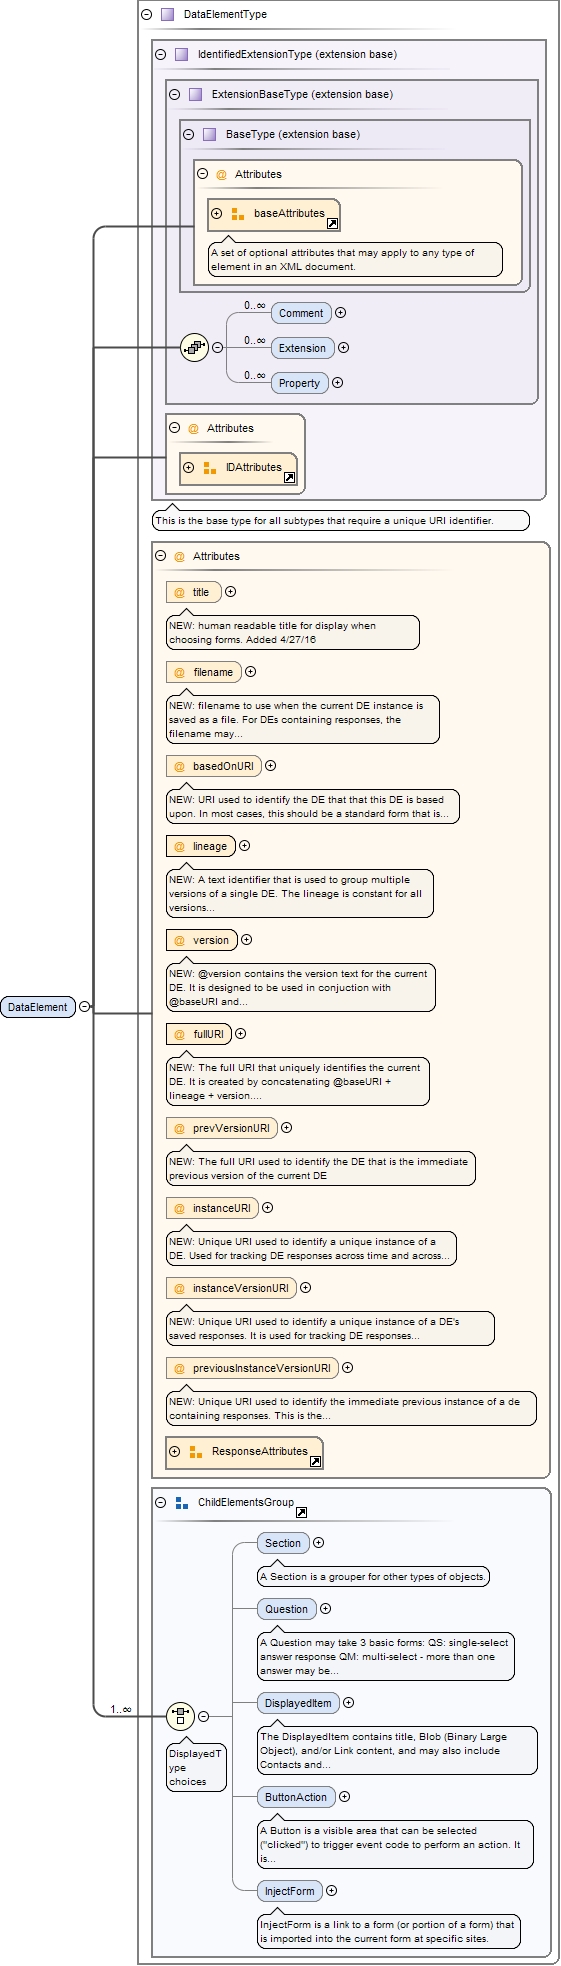 DataElementType
IdentifiedExtensionType (extension base)
ExtensionBaseType (extension base)
BaseType (extension base)
@ Attributes
baseAttributes
A set of optional attributes that may apply to any type of
element in an XML document.
0..∞
Comment
0..∞
Extension
0..∞
Property
@ Attributes
IDAttributes
This is the base type for all subtypes that require a unique URI identifier.
@ Attributes
@ title
NEW: human readable title for display when
choosing forms. Added 4/27/16
@ filename
NEW: filename to use when the current DE instance is
saved as a file. For DEs containing responses, the
filename may...
@ basedOnURI
NEW: URI used to identify the DE that that this DE is based
upon. In most cases, this should be a standard form that is...
@ lineage
NEW: A text identifier that is used to group multiple
versions of a single DE. The lineage is constant for all
versions...
@ version
NEW: @version contains the version text for the current
DE. It is designed to be used in conjuction with
@baseURI and...
DataElement
@ fullURI
NEW: The full URI that uniquely identifies the current
DE. It is created by concatenating @baseURI +
lineage + version....
@ prevVersionURI
NEW: The full URI used to identify the DE that is the immediate
previous version of the current DE
@ instanceURI
NEW: Unique URI used to identify a unique instance of a
DE. Used for tracking DE responses across time and across...
@ instanceVersionURI
NEW: Unique URI used to identify a unique instance of a DE's
saved responses. It is used for tracking DE responses...
@ previousInstanceVersionURI
NEW: Unique URI used to identify the immediate previous instance of a de
containing responses. This is the...
ResponseAttributes
ChildElementsGroup
Section
A Section is a grouper for other types of objects.
Question
A Question may take 3 basic forms: QS: single-select
answer response QM: multi-select - more than one
answer may be...
DisplayedItem
1..∞
The DisplayedItem contains title, Blob (Binary Large
Object), and/or Link content, and may also include
Contacts and...
DisplayedT
ype
choices
ButtonAction
A Button is a visible area that can be selected
("clicked") to trigger event code to perform an action. It
is...
InjectForm
InjectForm is a link to a form (or portion of a form) that
is imported into the current form at specific sites.